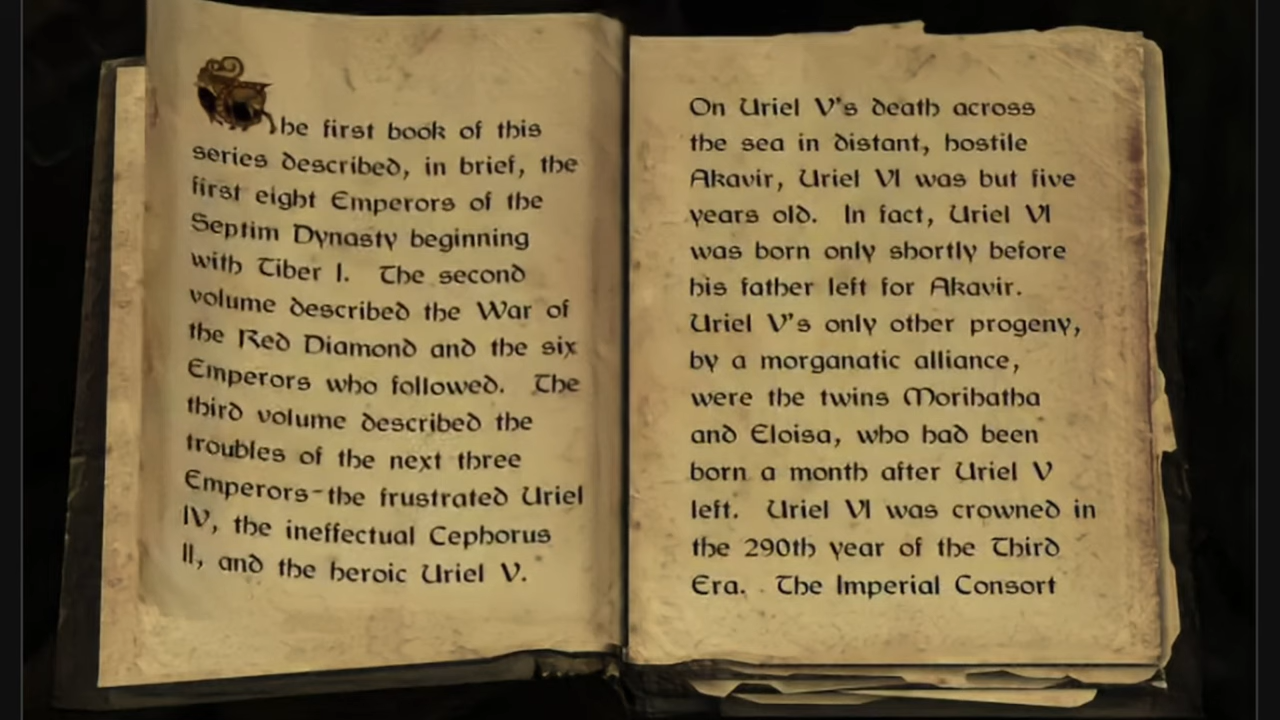 The first book of this
series described, in brief, the
first eight Emperors of the
Septim Dynasty beginning
with Tiber I.  The second
volume described the War of
the Red Diamond and the six
Emperors who followed.  The
third volume described the
troubles of the next three
Emperors-the frustrated Uriel
IV, the ineffectual Cephorus
II, and the heroic Uriel V.
On Uriel V's death across
the sea in distant, hostile
Akavir, Uriel VI was but five
years old.  In fact, Uriel VI
was born only shortly before
his father left for Akavir.
Uriel V's only other progeny,
by a morganatic alliance,
were the twins Morihatha
and Eloisa, who had been
born a month after Uriel V
left.  Uriel VI was crowned in
the 290th year of the Third
Era.  The Imperial Consort